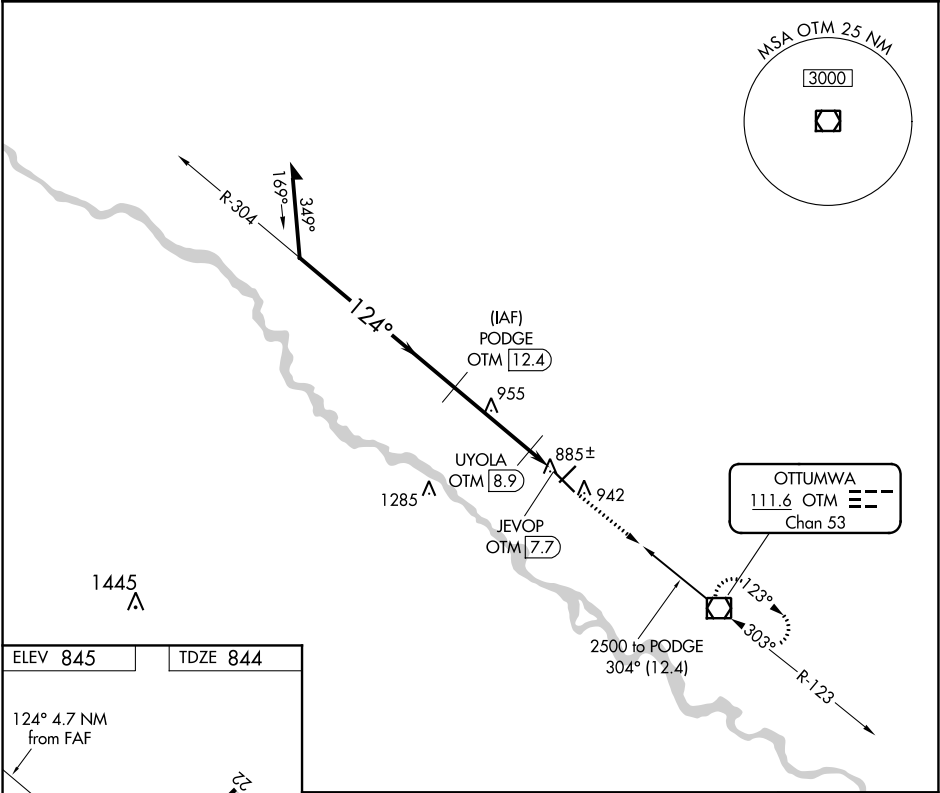 MSA OTM 25 NM
3000
R-304
169°
349°
124°
(IAF)
PODGE
OTM 12.4
955
UYOLA
OTM 8.9
885±
1285
942
JEVOP
OTM 7.7
OTTUMWA
111.6 OTM
Chan 53
1445
123°
303°
2500 to PODGE
304° (12.4)
R-123
ELEV 845
TDZE 844
124° 4.7 NM
from FAF
22